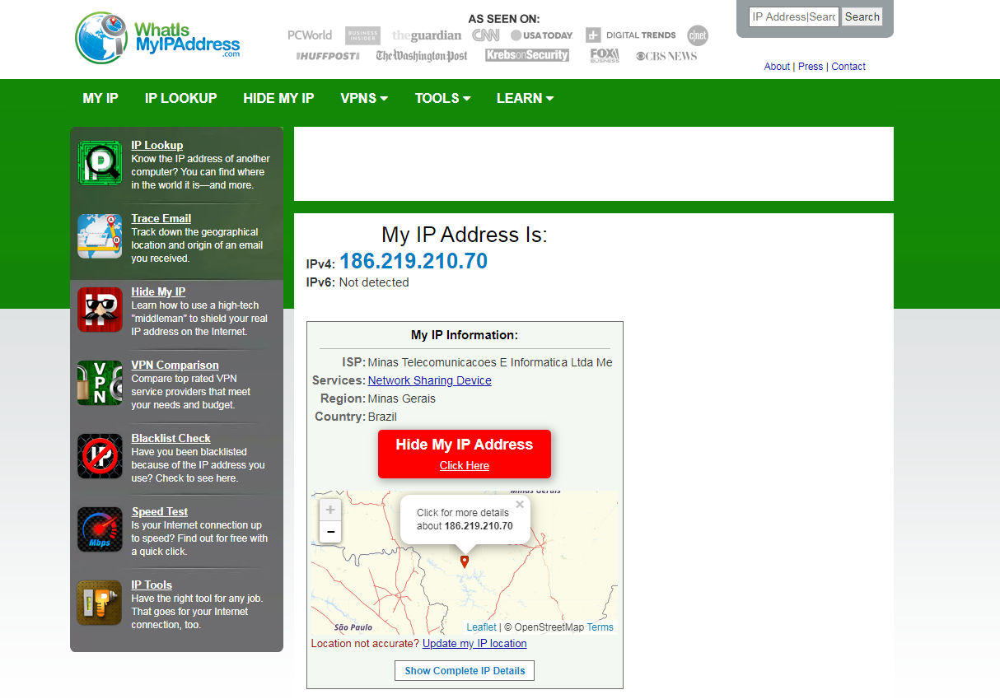 WhatIs
MyIPAddress
.com
AS SEEN ON:
PCWorld
BUSINESS
INSIDER
theguardian
CNN
USA TODAY
DIGITAL TRENDS
c|net
IHUFFPOSTI
The Washington Post
KrebsonSecurity
FOX
BUSINESS
CBS NEWS
IP Address|Searc
Search
About | Press | Contact
MY IP
IP LOOKUP
HIDE MY IP
VPNS
TOOLS
LEARN
IP
IP Lookup
Know the IP address of another
computer? You can find where
in the world it is—and more.
A
B
Trace Email
Track down the geographical
location and origin of an email
you received.
IP
Hide My IP
Learn how to use a high-tech
"middleman" to shield your real
IP address on the Internet.
V
P
N
VPN Comparison
Compare top rated VPN
service providers that meet
your needs and budget.
IP
Blacklist Check
Have you been blacklisted
because of the IP address you
use? Check to see here.
Mbps
Speed Test
Is your Internet connection up
to speed? Find out for free with
a quick click.
IP
IP Tools
Have the right tool for any job.
That goes for your Internet
connection, too.
My IP Address Is:
IPv4: 186.219.210.70
IPv6: Not detected
My IP Information:
ISP: Minas Telecomunicacoes E Informatica Ltda Me
Services: Network Sharing Device
Region: Minas Gerais
Country: Brazil
Hide My IP Address
Click Here
Minas Gerais
+
−
×
Click for more details
about 186.219.210.70
São Paulo
Leaflet | © OpenStreetMap Terms
Location not accurate? Update my IP location
Show Complete IP Details